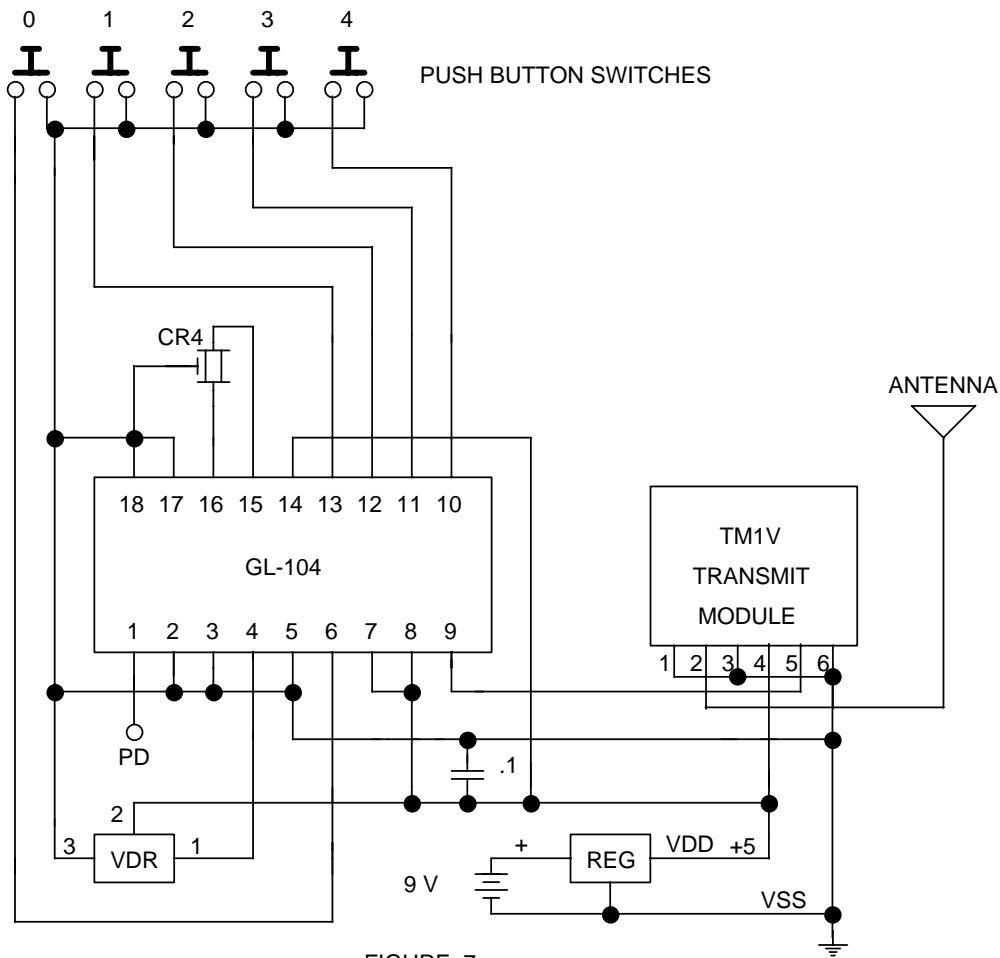 0 1 2 3 4
PUSH BUTTON SWITCHES
CR4
ANTENNA
18 17 16 15 14 13 12 11 10
GL-104
1 2 3 4 5 6 7 8 9
TM1V
TRANSMIT
MODULE
1 2 3 4 5 6
PD
.1
2
3 VDR 1
+ REG VDD +5
9 V
VSS
FIGURE 7